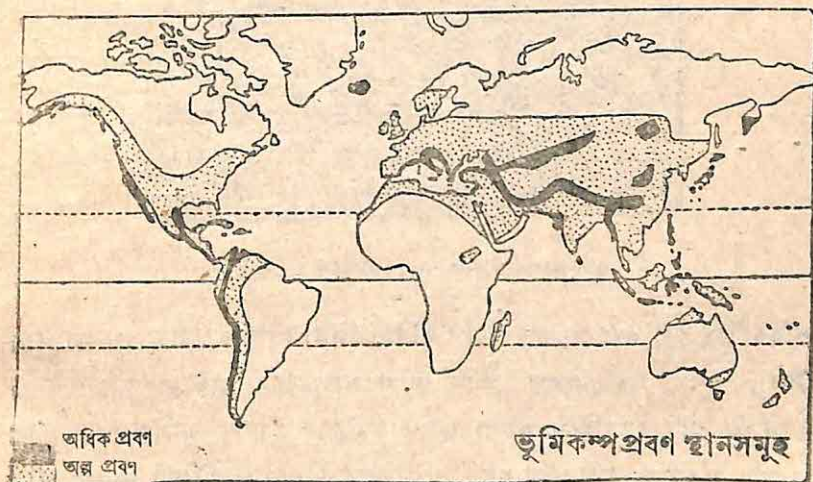 অধিক প্রবণ
অল্প প্রবণ
ভূমিকম্পপ্রবণ স্থানসমূহ